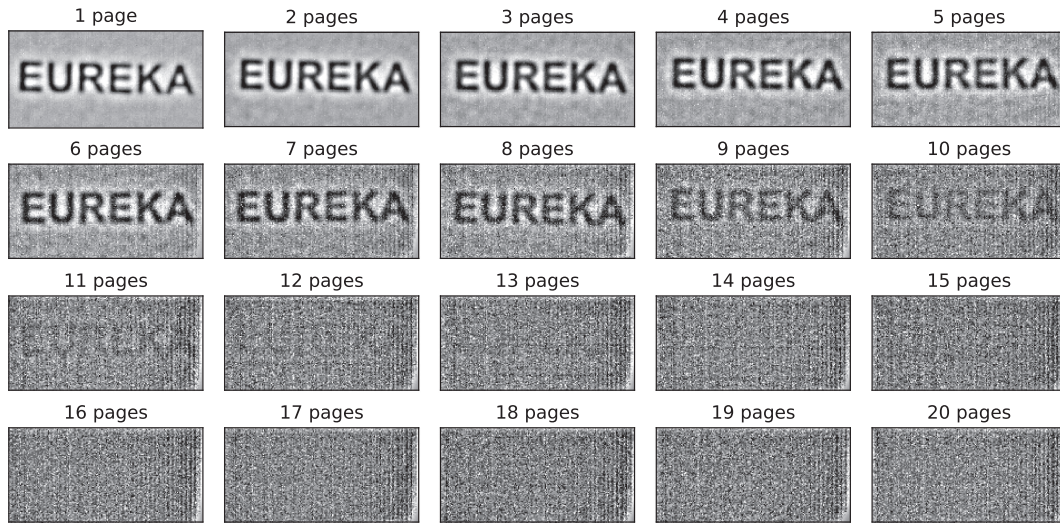 1 page 2 pages 3 pages 4 pages 5 pages
EUREKA EUREKA EUREKA EUREKA EUREKA
6 pages 7 pages 8 pages 9 pages 10 pages
EUREKA EUREKA EUREKA EUREKA EUREKA
11 pages 12 pages 13 pages 14 pages 15 pages
16 pages 17 pages 18 pages 19 pages 20 pages